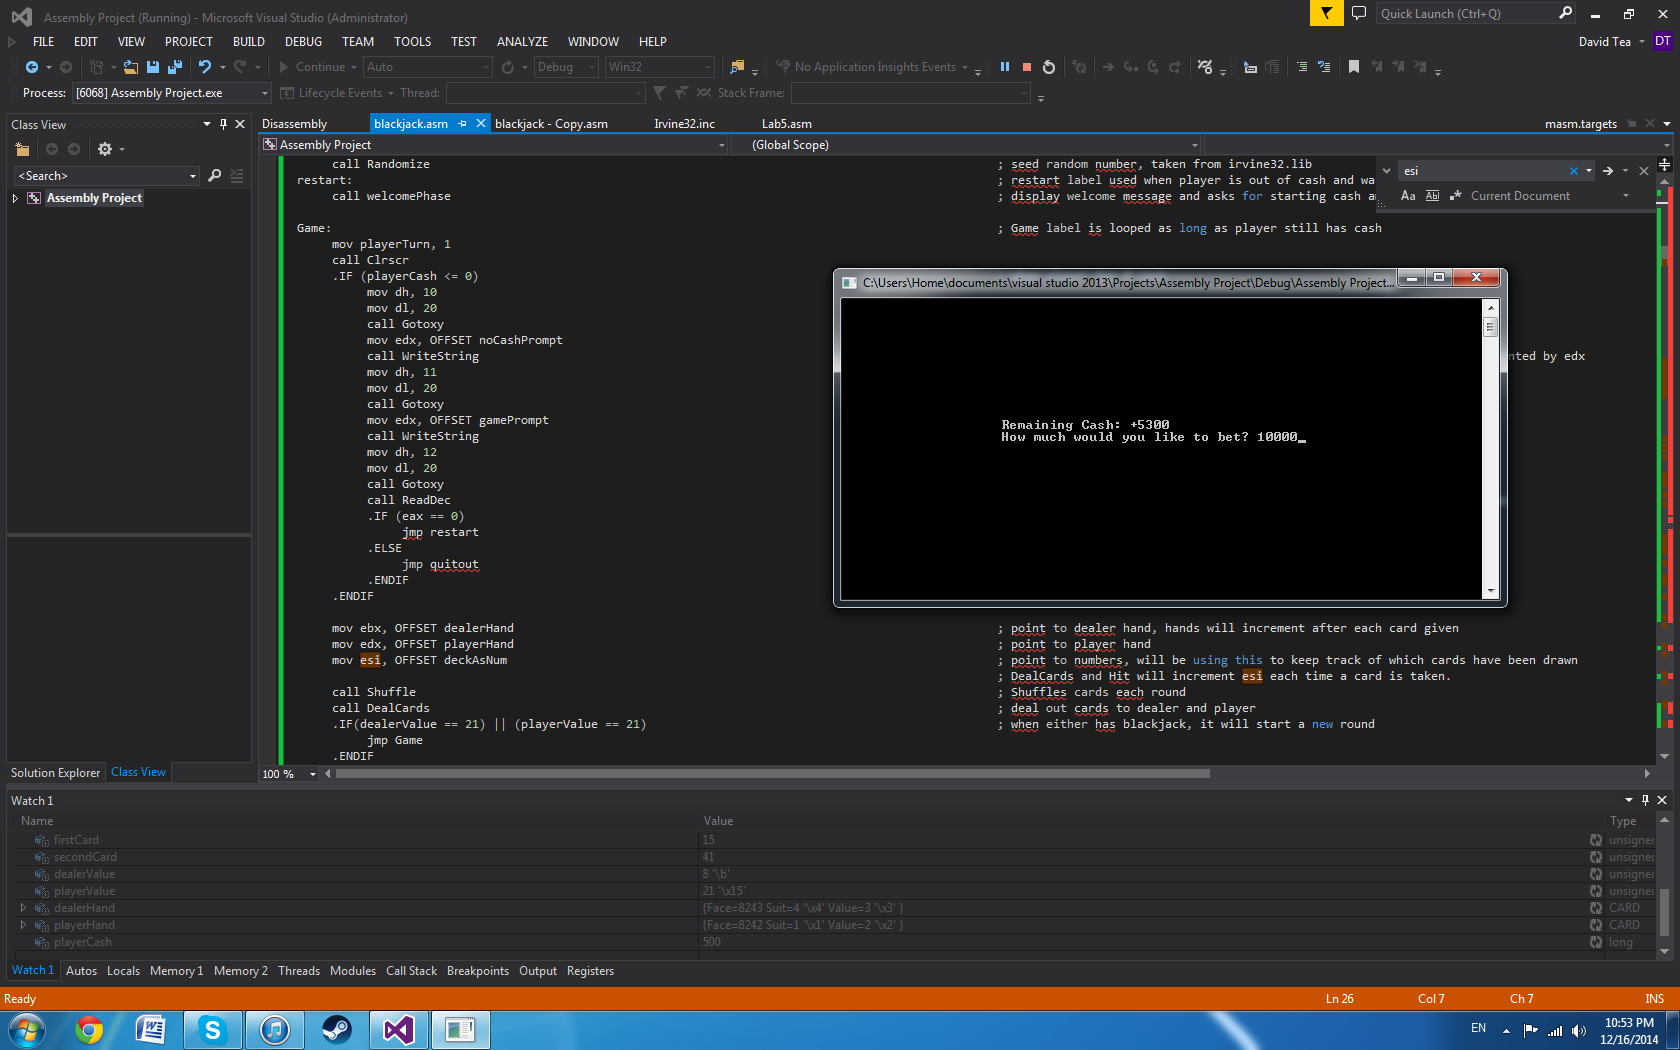 Assembly Project (Running) - Microsoft Visual Studio (Administrator)
Quick Launch (Ctrl+Q)
FILE EDIT VIEW PROJECT BUILD DEBUG TEAM TOOLS TEST ANALYZE WINDOW HELP
David Tea DT
Continue Auto Debug Win32 No Application Insights Events
Process: [6068] Assembly Project.exe Lifecycle Events Thread: Stack Frame:
Class View
Disassembly blackjack.asm blackjack - Copy.asm Irvine32.inc Lab5.asm masm.targets
Assembly Project (Global Scope)
<Search>
Assembly Project
esi
Aa Ab Current Document
call Randomize ; seed random number, taken from irvine32.lib
restart: ; restart label used when player is out of cash and wa
call welcomePhase ; display welcome message and asks for starting cash a
Game: ; Game label is looped as long as player still has cash
mov playerTurn, 1
call Clrscr
.IF (playerCash <= 0)
mov dh, 10
mov dl, 20
call Gotoxy
mov edx, OFFSET noCashPrompt
call WriteString nted by edx
mov dh, 11
mov dl, 20
call Gotoxy
mov edx, OFFSET gamePrompt
call WriteString
mov dh, 12
mov dl, 20
call Gotoxy
call ReadDec
.IF (eax == 0)
jmp restart
.ELSE
jmp quitout
.ENDIF
.ENDIF
mov ebx, OFFSET dealerHand ; point to dealer hand, hands will increment after each card given
mov edx, OFFSET playerHand ; point to player hand
mov esi, OFFSET deckAsNum ; point to numbers, will be using this to keep track of which cards have been drawn
; DealCards and Hit will increment esi each time a card is taken.
call Shuffle ; Shuffles cards each round
call DealCards ; deal out cards to dealer and player
.IF(dealerValue == 21) || (playerValue == 21) ; when either has blackjack, it will start a new round
jmp Game
.ENDIF
C:\Users\Home\documents\visual studio 2013\Projects\Assembly Project\Debug\Assembly Project...
Remaining Cash: +5300
How much would you like to bet? 10000_
Solution Explorer Class View
100 %
Watch 1
Name Value Type
firstCard 15 unsigned
secondCard 41 unsigned
dealerValue 8 '\b' unsigned
playerValue 21 '\x15' unsigned
dealerHand {Face=8243 Suit=4 '\x4' Value=3 '\x3' } CARD
playerHand {Face=8242 Suit=1 '\x1' Value=2 '\x2' } CARD
playerCash 500 long
Watch 1 Autos Locals Memory 1 Memory 2 Threads Modules Call Stack Breakpoints Output Registers
Ready Ln 26 Col 7 Ch 7 INS
EN
10:53 PM
12/16/2014